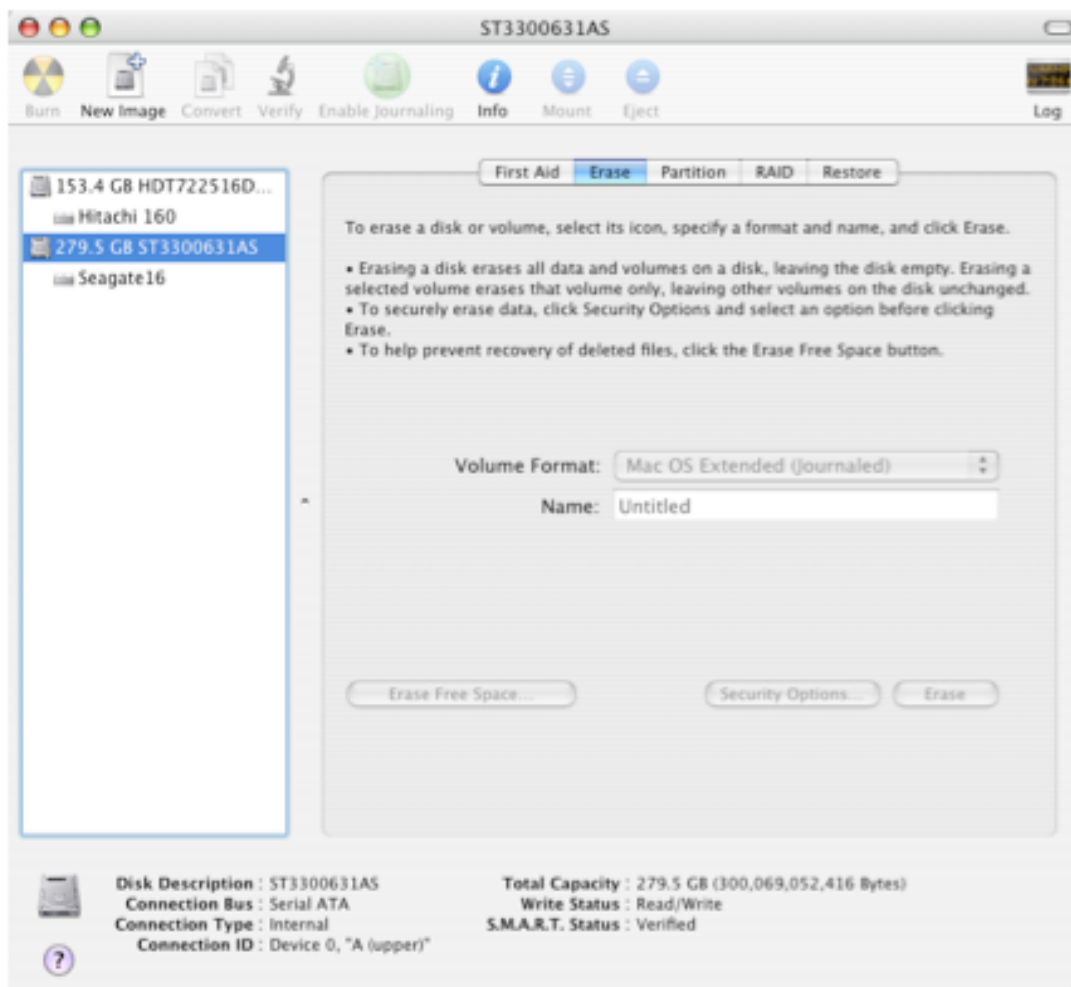 ST3300631AS
Burn New Image Convert Verify Enable Journaling Info Mount Eject Log
First Aid Erase Partition RAID Restore
153.4 GB HDT722516D...
Hitachi 160
279.5 GB ST3300631AS
Seagate16
To erase a disk or volume, select its icon, specify a format and name, and click Erase.
• Erasing a disk erases all data and volumes on a disk, leaving the disk empty. Erasing a
selected volume erases that volume only, leaving other volumes on the disk unchanged.
• To securely erase data, click Security Options and select an option before clicking
Erase.
• To help prevent recovery of deleted files, click the Erase Free Space button.
Volume Format: Mac OS Extended (Journaled)
Name: Untitled
Erase Free Space... Security Options... Erase
Disk Description : ST3300631AS
Connection Bus : Serial ATA
Connection Type : Internal
Connection ID : Device 0, "A (upper)"
Total Capacity : 279.5 GB (300,069,052,416 Bytes)
Write Status : Read/Write
S.M.A.R.T. Status : Verified
?